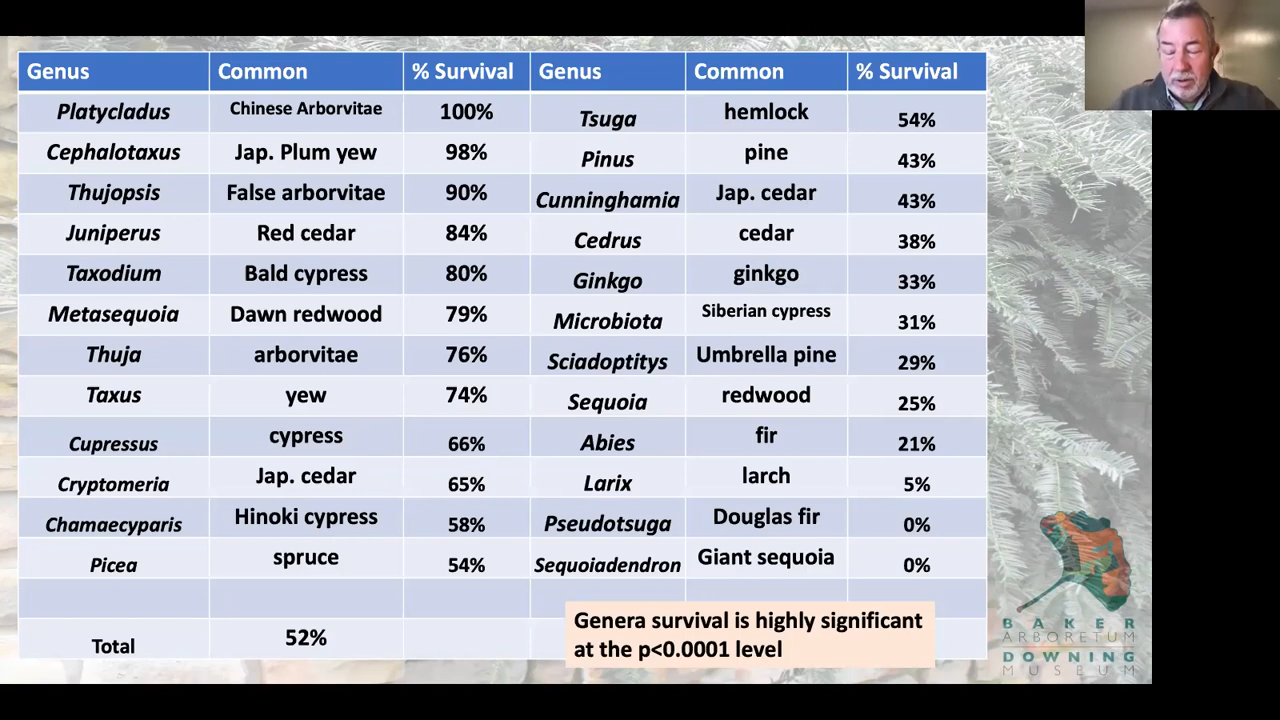 Genus Common % Survival Genus Common % Survival
Platycladus Chinese Arborvitae 100% Tsuga hemlock 54%
Cephalotaxus Jap. Plum yew 98% Pinus pine 43%
Thujopsis False arborvitae 90% Cunninghamia Jap. cedar 43%
Juniperus Red cedar 84% Cedrus cedar 38%
Taxodium Bald cypress 80% Ginkgo ginkgo 33%
Metasequoia Dawn redwood 79% Microbiota Siberian cypress 31%
Thuja arborvitae 76% Sciadoptitys Umbrella pine 29%
Taxus yew 74% Sequoia redwood 25%
Cupressus cypress 66% Abies fir 21%
Cryptomeria Jap. cedar 65% Larix larch 5%
Chamaecyparis Hinoki cypress 58% Pseudotsuga Douglas fir 0%
Picea spruce 54% Sequoiadendron Giant sequoia 0%
Total 52%
Genera survival is highly significant
at the p<0.0001 level
BAKER
ARBORETUM
DOWNING
MUSEUM